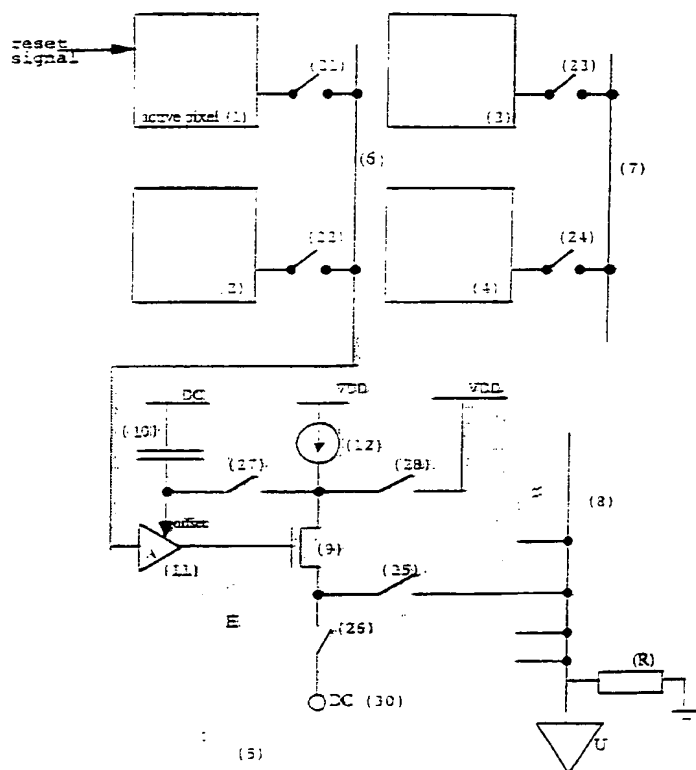 reset
signal
active pixel (1)
(21)
(6)
(3)
(23)
(7)
(22)
2)
(4)
(24)
DC
VDD
VDD
(10)
(27)
(12)
(28)
(8)
offset
A
(11)
(9)
(25)
E
(26)
DC (30)
(R)
U
(5)